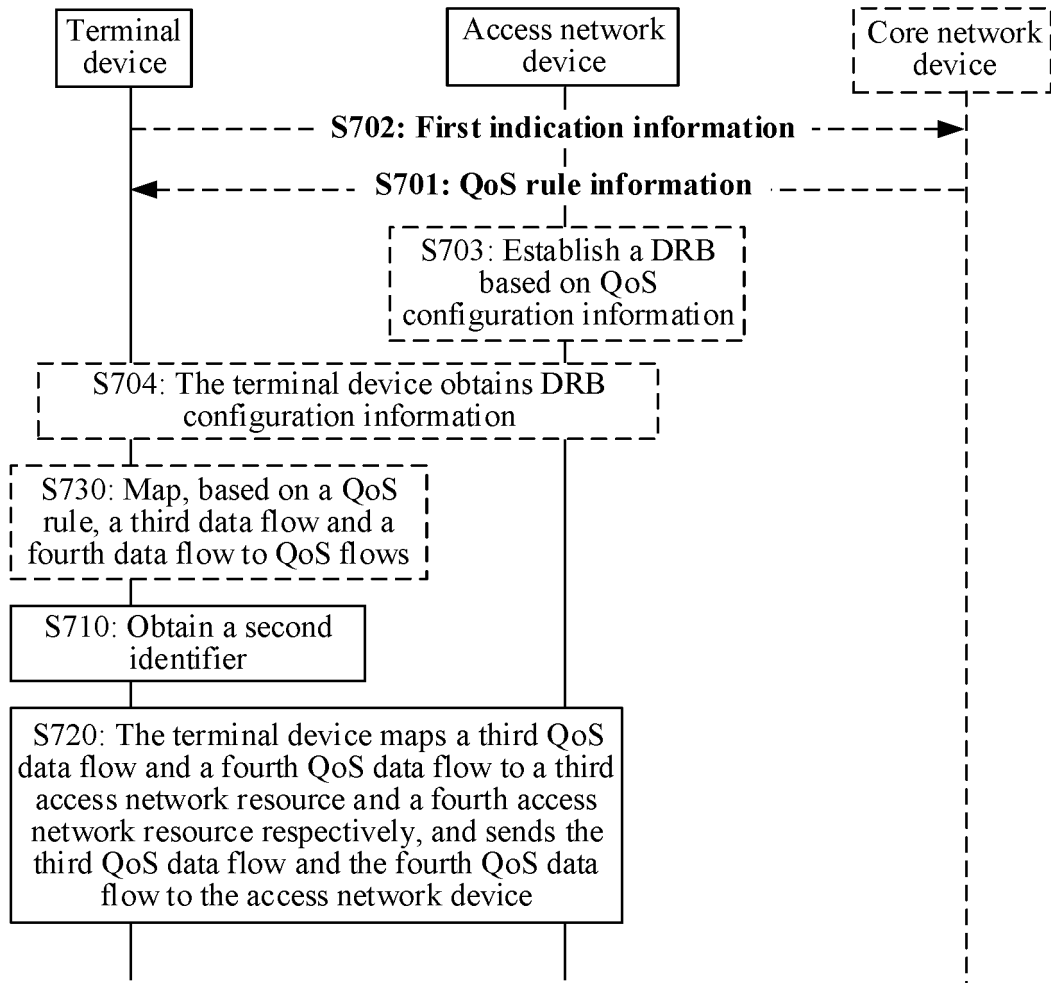 Terminal
device
Access network
device
Core network
device
S702: First indication information
S701: QoS rule information
S703: Establish a DRB
based on QoS
configuration information
S704: The terminal device obtains DRB
configuration information
S730: Map, based on a QoS
rule, a third data flow and a
fourth data flow to QoS flows
S710: Obtain a second
identifier
S720: The terminal device maps a third QoS
data flow and a fourth QoS data flow to a third
access network resource and a fourth access
network resource respectively, and sends the
third QoS data flow and the fourth QoS data
flow to the access network device